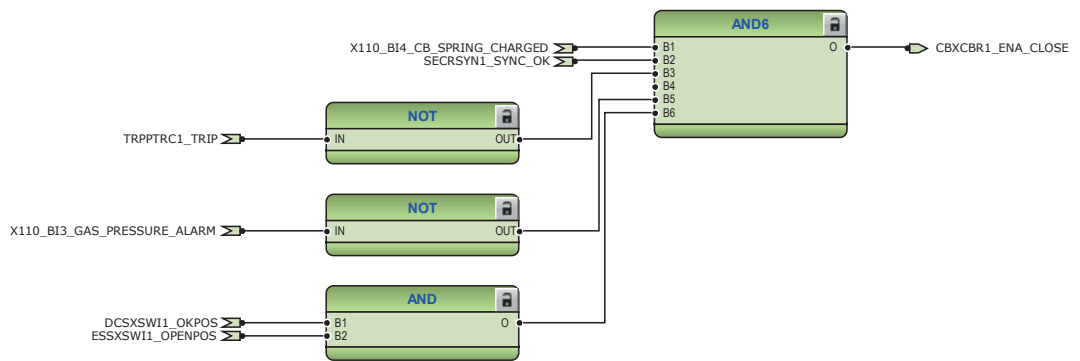 AND6
X110_BI4_CB_SPRING_CHARGED
B1
O
CBXCBR1_ENA_CLOSE
SECRSYN1_SYNC_OK
B2
B3
B4
B5
B6
NOT
TRPPTRC1_TRIP
IN
OUT
NOT
X110_BI3_GAS_PRESSURE_ALARM
IN
OUT
AND
DCSXSWI1_OKPOS
B1
O
ESSXSWI1_OPENPOS
B2